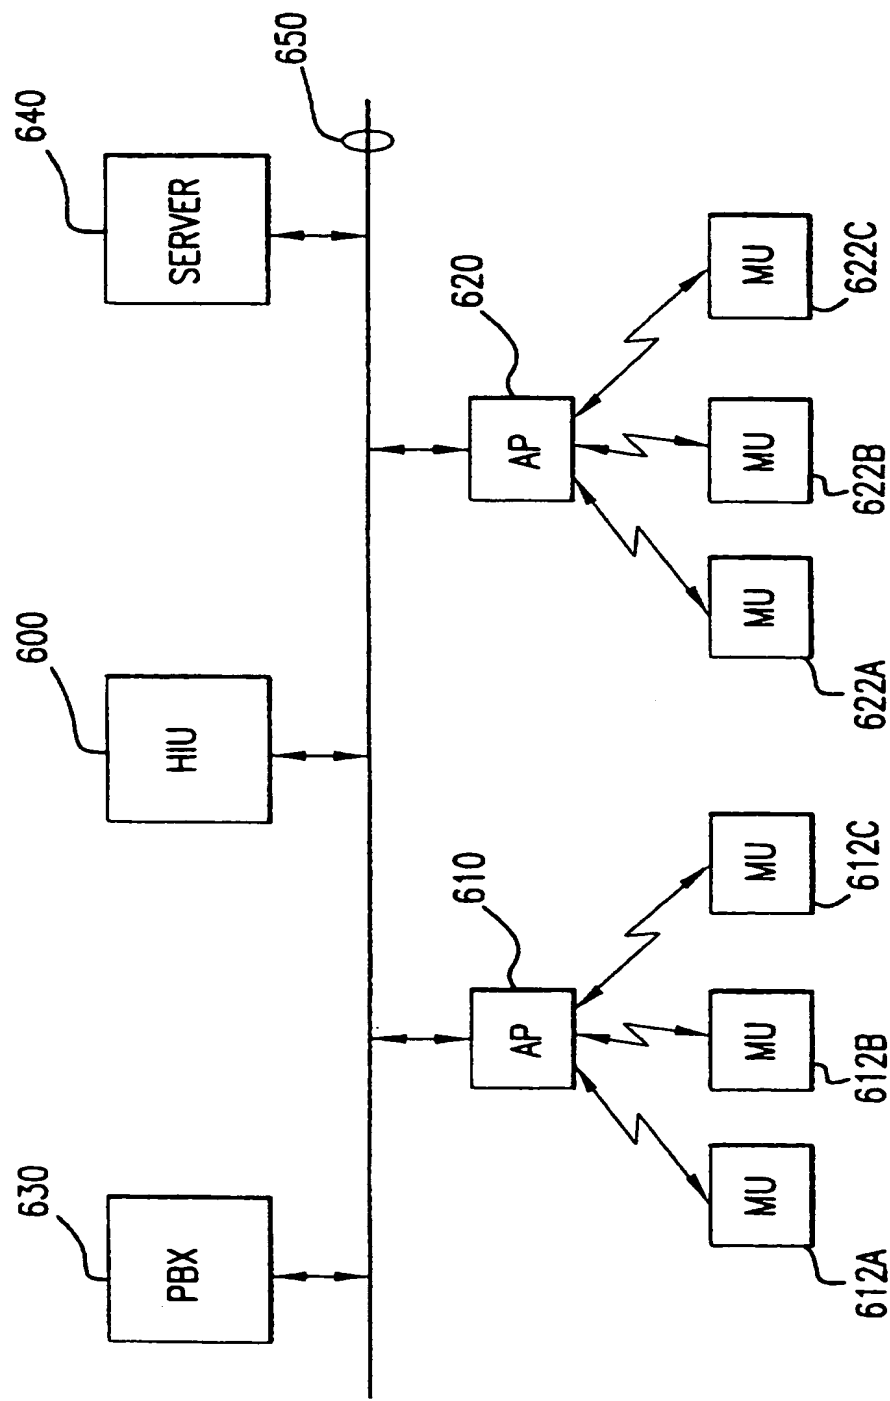 630
600
640
PBX
HIU
SERVER
650
610
620
AP
AP
MU
MU
MU
MU
MU
MU
612A
612B
612C
622A
622B
622C